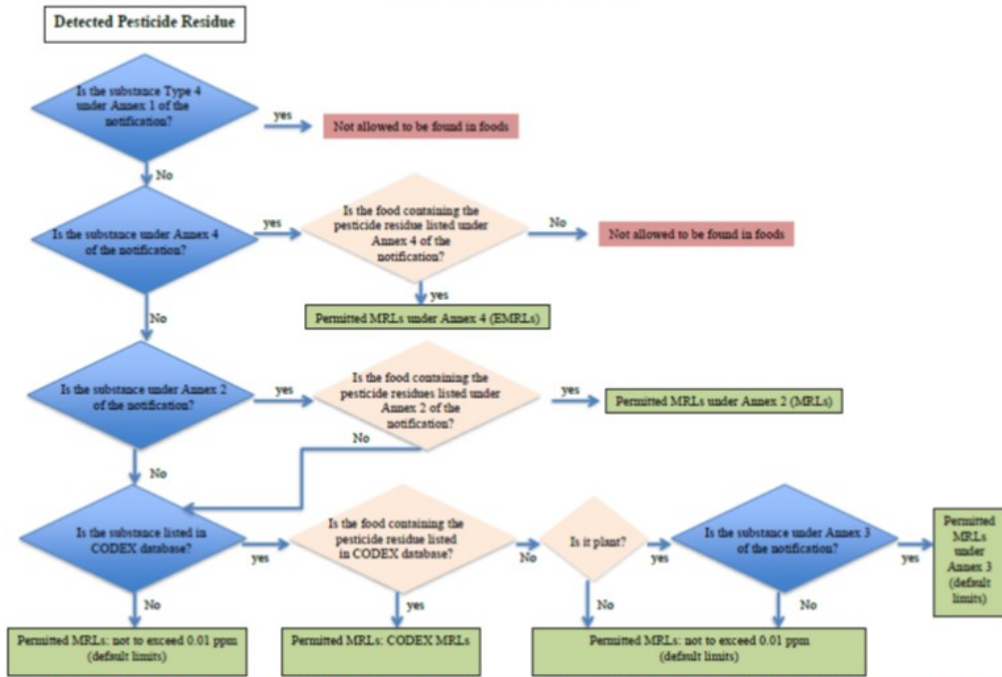 Detected Pesticide Residue
Is the substance Type 4
under Annex 1 of the
notification?
yes
Not allowed to be found in foods
No
Is the substance under Annex 4
of the notification?
yes
Is the food containing the
pesticide residue listed under
Annex 4 of the
notification?
No
Not allowed to be found in foods
yes
Permitted MRLs under Annex 4 (EMRLs)
No
Is the substance under Annex 2
of the notification?
yes
Is the food containing the
pesticide residues listed under
Annex 2 of the
notification?
yes
Permitted MRLs under Annex 2 (MRLs)
No
No
Is the substance listed in
CODEX database?
yes
Is the food containing the
pesticide residue listed
in CODEX database?
No
Is it plant?
yes
Is the substance under Annex 3
of the notification?
yes
Permitted
MRLs
under
Annex 3
(default
limits)
No
yes
No
No
Permitted MRLs: not to exceed 0.01 ppm
(default limits)
Permitted MRLs: CODEX MRLs
Permitted MRLs: not to exceed 0.01 ppm
(default limits)